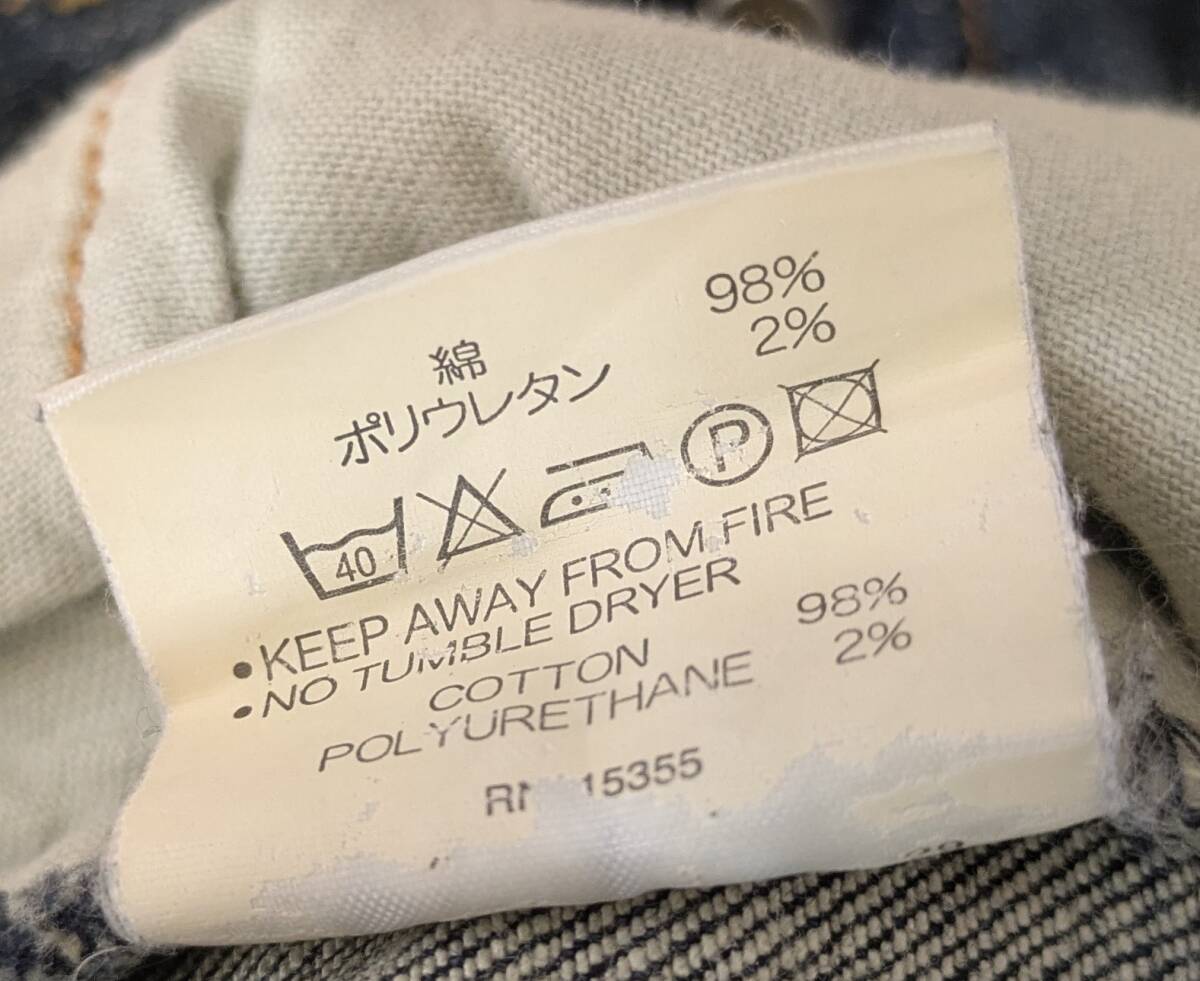 綿 98%
ポリウレタン 2%
40 P
•KEEP AWAY FROM FIRE
•NO TUMBLE DRYER
COTTON 98%
POLYURETHANE 2%
15355